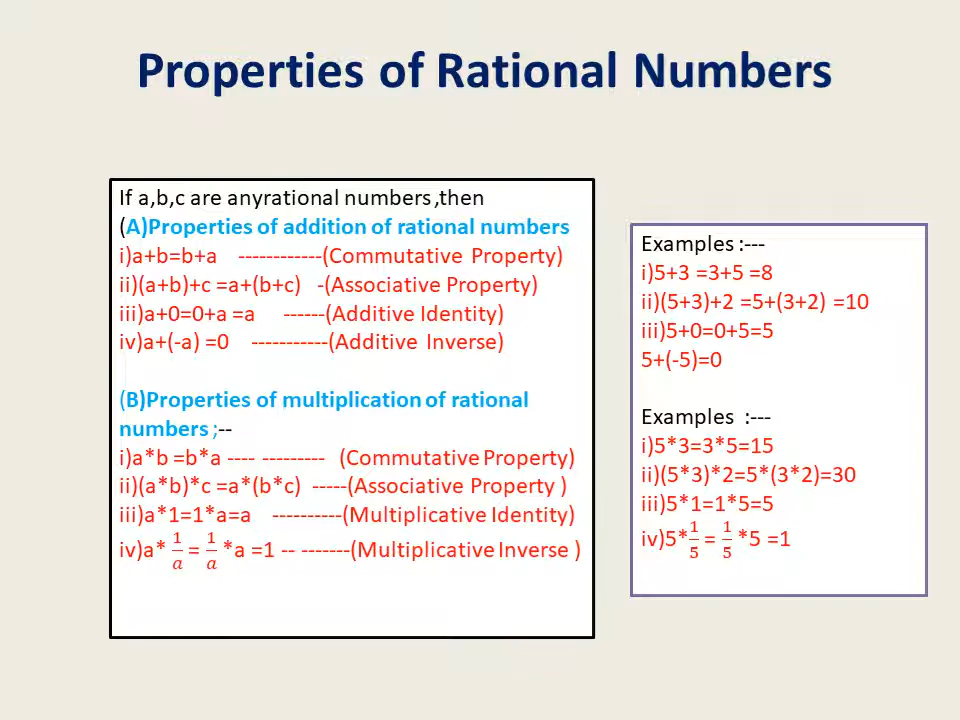 Properties of Rational Numbers
If a,b,c are anyrational numbers ,then
(A)Properties of addition of rational numbers
i)a+b=b+a ------------(Commutative Property)
ii)(a+b)+c =a+(b+c) -(Associative Property)
iii)a+0=0+a =a ------(Additive Identity)
iv)a+(-a) =0 -----------(Additive Inverse)
(B)Properties of multiplication of rational
numbers ;--
i)a*b =b*a ---- --------- (Commutative Property)
ii)(a*b)*c =a*(b*c) -----(Associative Property )
iii)a*1=1*a=a ----------(Multiplicative Identity)
iv)a* 1/a = 1/a *a =1 -- -------(Multiplicative Inverse )
Examples :---
i)5+3 =3+5 =8
ii)(5+3)+2 =5+(3+2) =10
iii)5+0=0+5=5
5+(-5)=0
Examples :---
i)5*3=3*5=15
ii)(5*3)*2=5*(3*2)=30
iii)5*1=1*5=5
iv)5*1/5 = 1/5 *5 =1